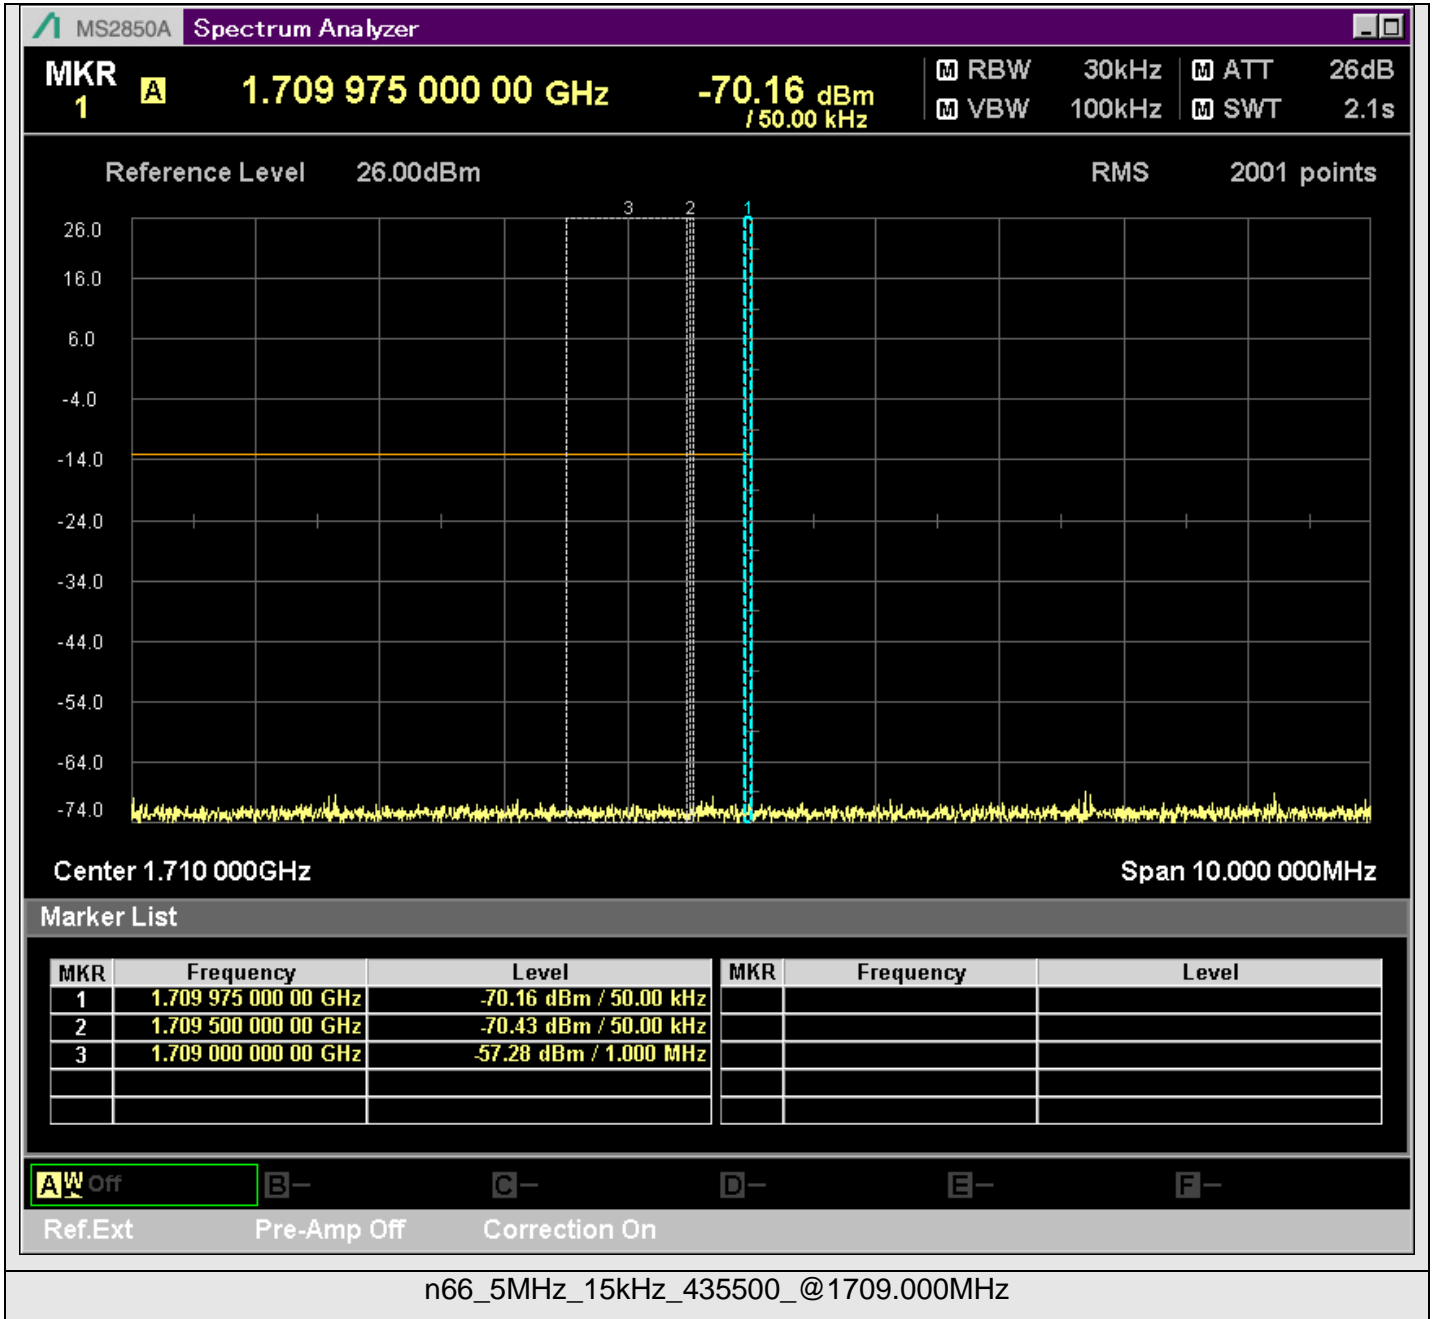 MS2850A Spectrum Analyzer
MKR 1 A 1.709 975 000 00 GHz -70.16 dBm / 50.00 kHz
M RBW 30kHz M ATT 26dB
M VBW 100kHz M SWT 2.1s
Reference Level 26.00dBm RMS 2001 points
3 2 1
26.0
16.0
6.0
-4.0
-14.0
-24.0
-34.0
-44.0
-54.0
-64.0
-74.0
Center 1.710 000GHz Span 10.000 000MHz
Marker List
MKR Frequency Level MKR Frequency Level
1 1.709 975 000 00 GHz -70.16 dBm / 50.00 kHz
2 1.709 500 000 00 GHz -70.43 dBm / 50.00 kHz
3 1.709 000 000 00 GHz -57.28 dBm / 1.000 MHz
A W Off B — C — D — E — F —
Ref.Ext Pre-Amp Off Correction On
n66_5MHz_15kHz_435500_@1709.000MHz